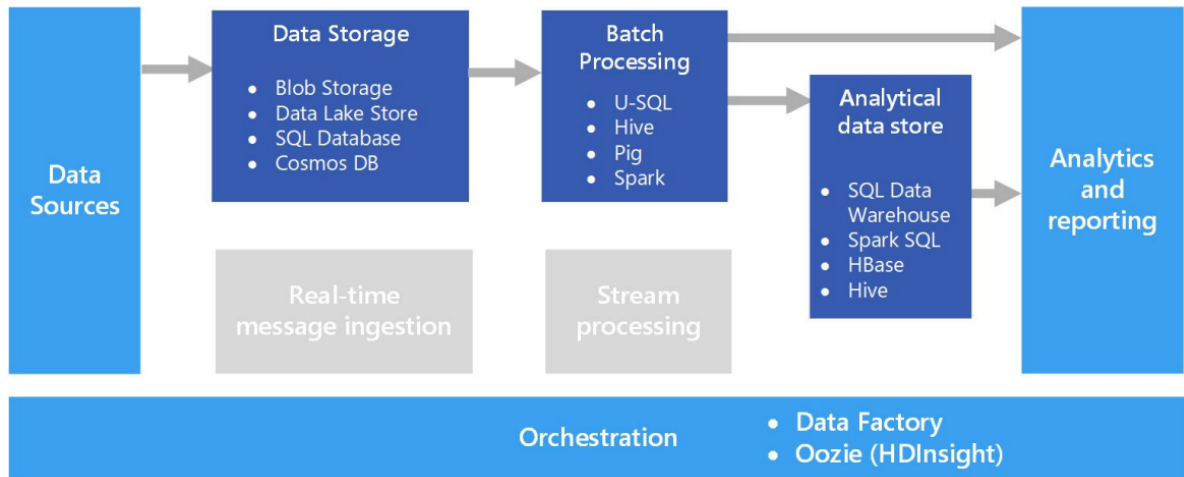 Data
Sources
Data Storage
• Blob Storage
• Data Lake Store
• SQL Database
• Cosmos DB
Real-time
message ingestion
Batch
Processing
• U-SQL
• Hive
• Pig
• Spark
Stream
processing
Analytical
data store
• SQL Data
Warehouse
• Spark SQL
• HBase
• Hive
Analytics
and
reporting
Orchestration
• Data Factory
• Oozie (HDInsight)